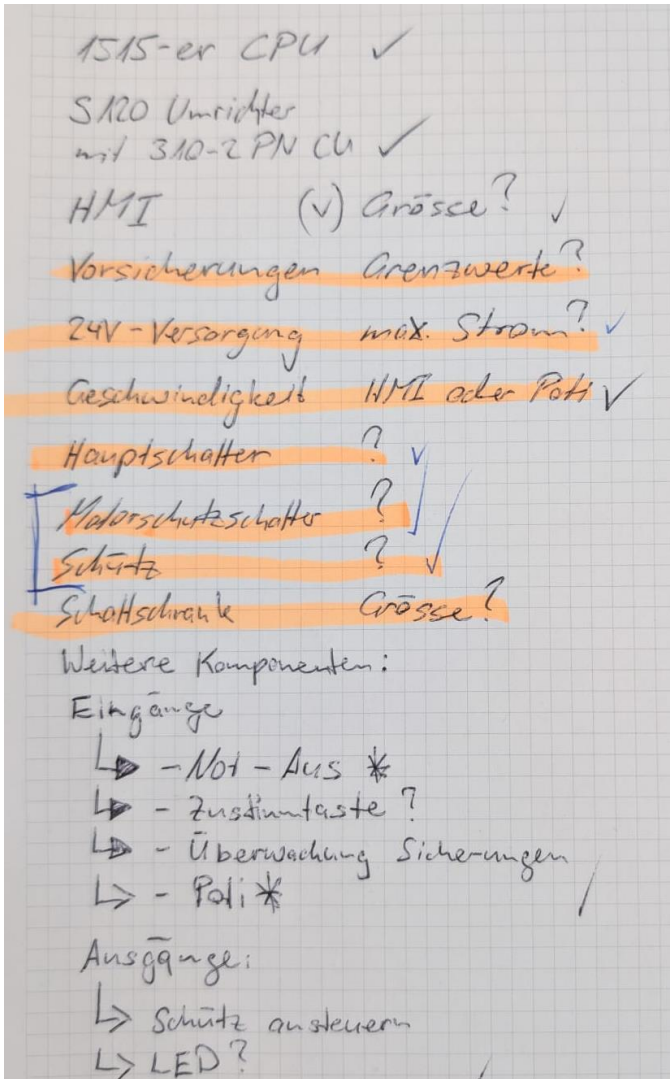 1515-er CPU ✓
S120 Umrichter
mit 310-2 PN CU ✓
HMI (✓) Grösse? ✓
Vorsicherungen Grenzwerte?
24V-Versorgung max. Strom? ✓
Geschwindigkeit HMI oder Poti ✓
Hauptschalter ? ✓
Motorschutzschalter ? ✓
Schütz ? ✓
Schaltschrank Grösse?
Weitere Komponenten:
Eingänge
↳ - Not-Aus *
↳ - Zustimmtaste?
↳ - Überwachung Sicherungen
↳ - Poti *
Ausgänge:
↳ Schütz ansteuern
↳ LED?